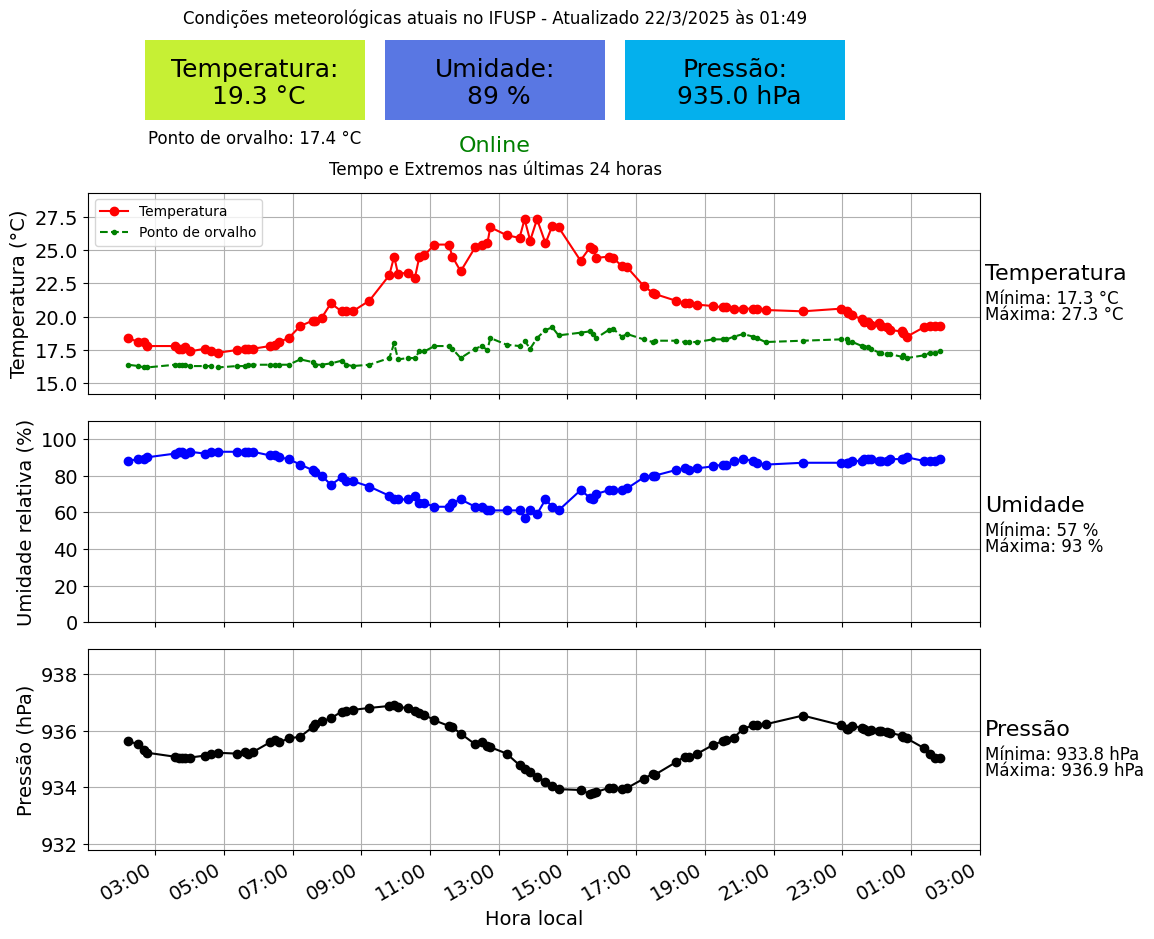 Condições meteorológicas atuais no IFUSP - Atualizado 22/3/2025 às 01:49
Temperatura:
19.3 °C
Umidade:
89 %
Pressão:
935.0 hPa
Ponto de orvalho: 17.4 °C
Online
Tempo e Extremos nas últimas 24 horas
Temperatura (°C)
27.5
25.0
22.5
20.0
17.5
15.0
Temperatura
Ponto de orvalho
Temperatura
Mínima: 17.3 °C
Máxima: 27.3 °C
Umidade relativa (%)
100
80
60
40
20
0
Umidade
Mínima: 57 %
Máxima: 93 %
Pressão (hPa)
938
936
934
932
Pressão
Mínima: 933.8 hPa
Máxima: 936.9 hPa
03:00 05:00 07:00 09:00 11:00 13:00 15:00 17:00 19:00 21:00 23:00 01:00 03:00
Hora local